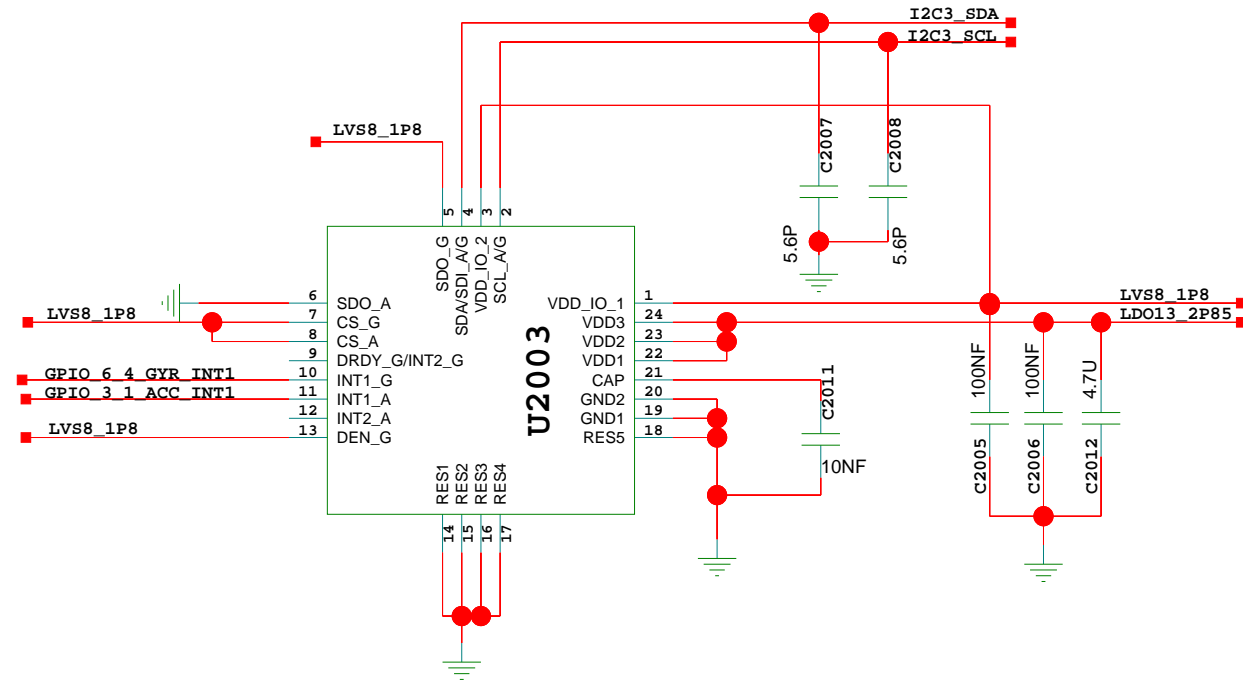 I2C3_SDA
I2C3_SCL
LVS8_1P8
C2007
C2008
5.6P
5.6P
5
4
3
2
SDO_G
SDA/SDI_A/G
VDD_IO_2
SCL_A/G
6
SDO_A
LVS8_1P8
7
CS_G
8
CS_A
9
DRDY_G/INT2_G
GPIO_6_4_GYR_INT1
10
INT1_G
GPIO_3_1_ACC_INT1
11
INT1_A
12
INT2_A
LVS8_1P8
13
DEN_G
U2003
VDD_IO_1
1
LVS8_1P8
VDD3
24
LDO13_2P85
VDD2
23
VDD1
22
CAP
21
GND2
20
GND1
19
RES5
18
C2011
10NF
100NF
100NF
4.7U
C2005
C2006
C2012
RES1
RES2
RES3
RES4
14
15
16
17